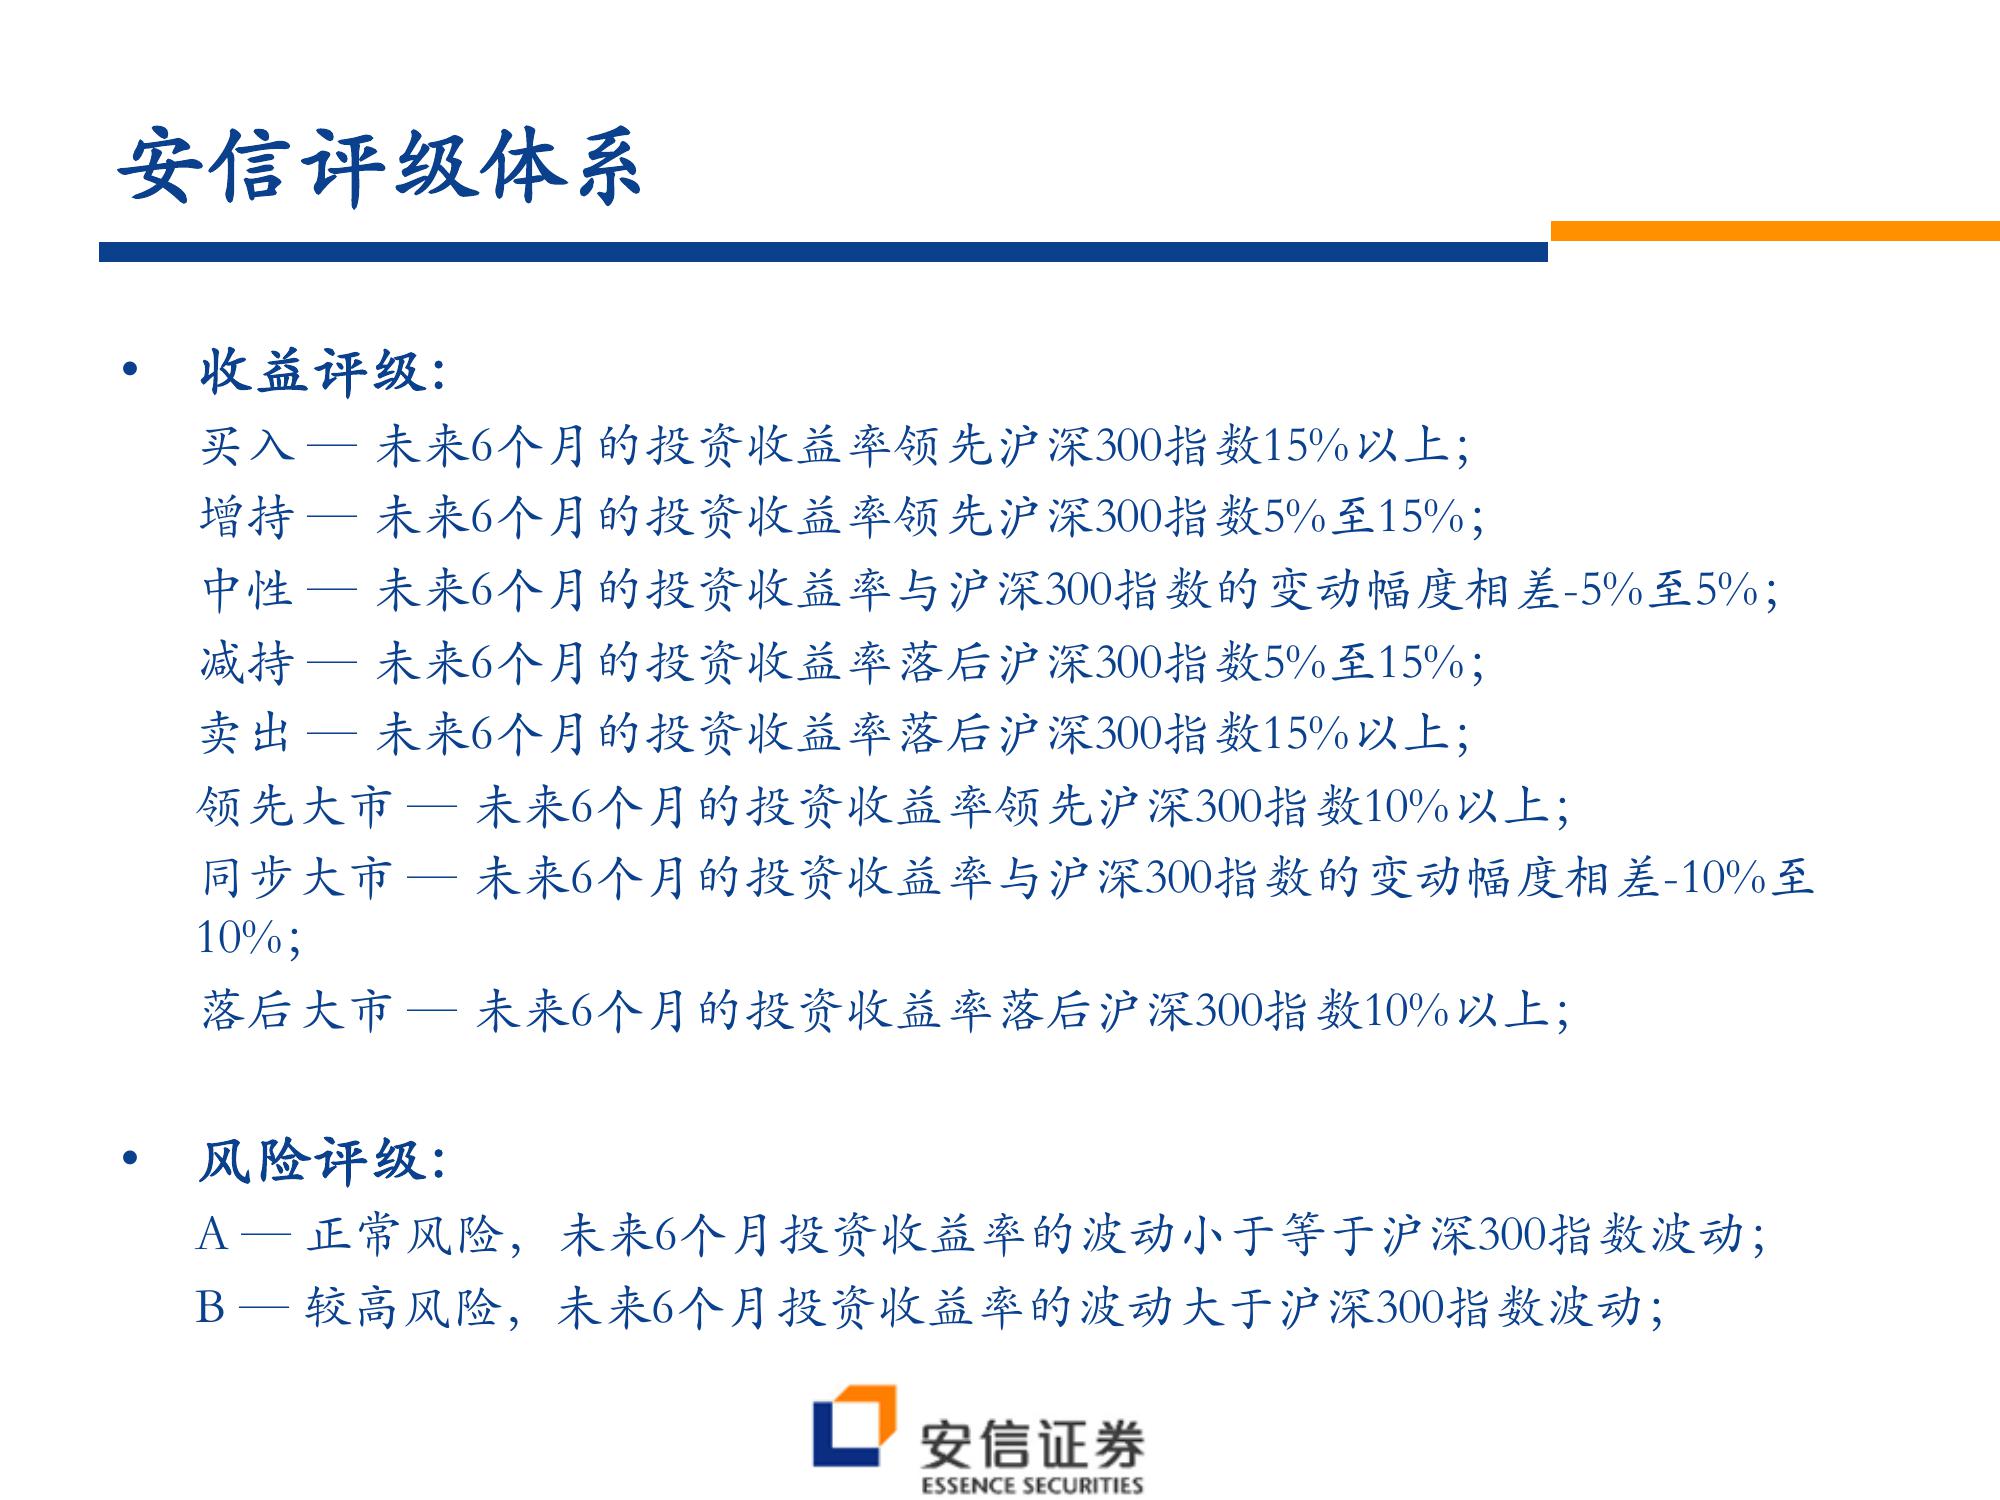 安信评级体系
• 收益评级：
买入 — 未来6个月的投资收益率领先沪深300指数15%以上；
增持 — 未来6个月的投资收益率领先沪深300指数5%至15%；
中性 — 未来6个月的投资收益率与沪深300指数的变动幅度相差-5%至5%；
减持 — 未来6个月的投资收益率落后沪深300指数5%至15%；
卖出 — 未来6个月的投资收益率落后沪深300指数15%以上；
领先大市 — 未来6个月的投资收益率领先沪深300指数10%以上；
同步大市 — 未来6个月的投资收益率与沪深300指数的变动幅度相差-10%至
10%；
落后大市 — 未来6个月的投资收益率落后沪深300指数10%以上；
• 风险评级：
A — 正常风险，未来6个月投资收益率的波动小于等于沪深300指数波动；
B — 较高风险，未来6个月投资收益率的波动大于沪深300指数波动；
安信证券
ESSENCE SECURITIES